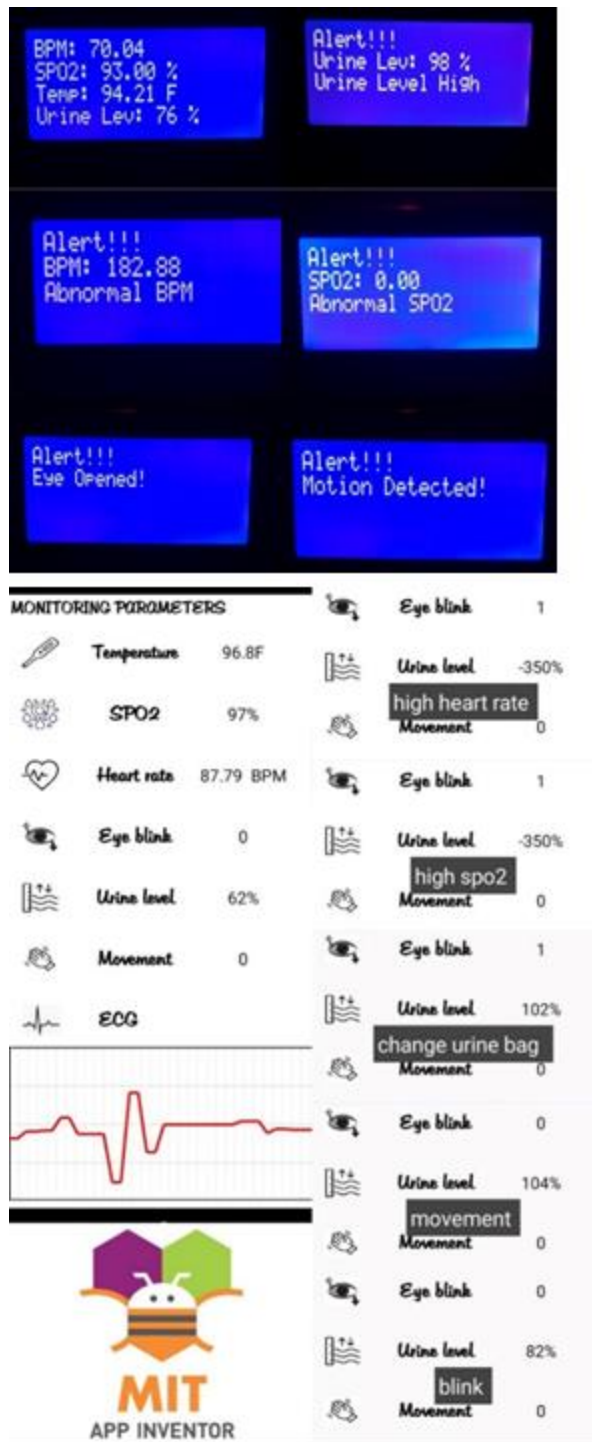 BPM: 70.04
SPO2: 93.00 %
Temp: 94.21 F
Urine Lev: 76 %
Alert!!!
Urine Lev: 98 %
Urine Level High
Alert!!!
BPM: 182.88
Abnormal BPM
Alert!!!
SPO2: 0.00
Abnormal SPO2
Alert!!!
Eye Opened!
Alert!!!
Motion Detected!
MONITORING PARAMETERS
Temperature 96.8F
SPO2 97%
Heart rate 87.79 BPM
Eye blink 0
Urine level 62%
Movement 0
ECG
MIT
APP INVENTOR
Eye blink 1
Urine level -350%
high heart rate
Movement 0
Eye blink 1
Urine level -350%
high spo2
Movement 0
Eye blink 1
Urine level 102%
change urine bag
Movement 0
Eye blink 0
Urine level 104%
movement
Movement 0
Eye blink 0
Urine level 82%
blink
Movement 0